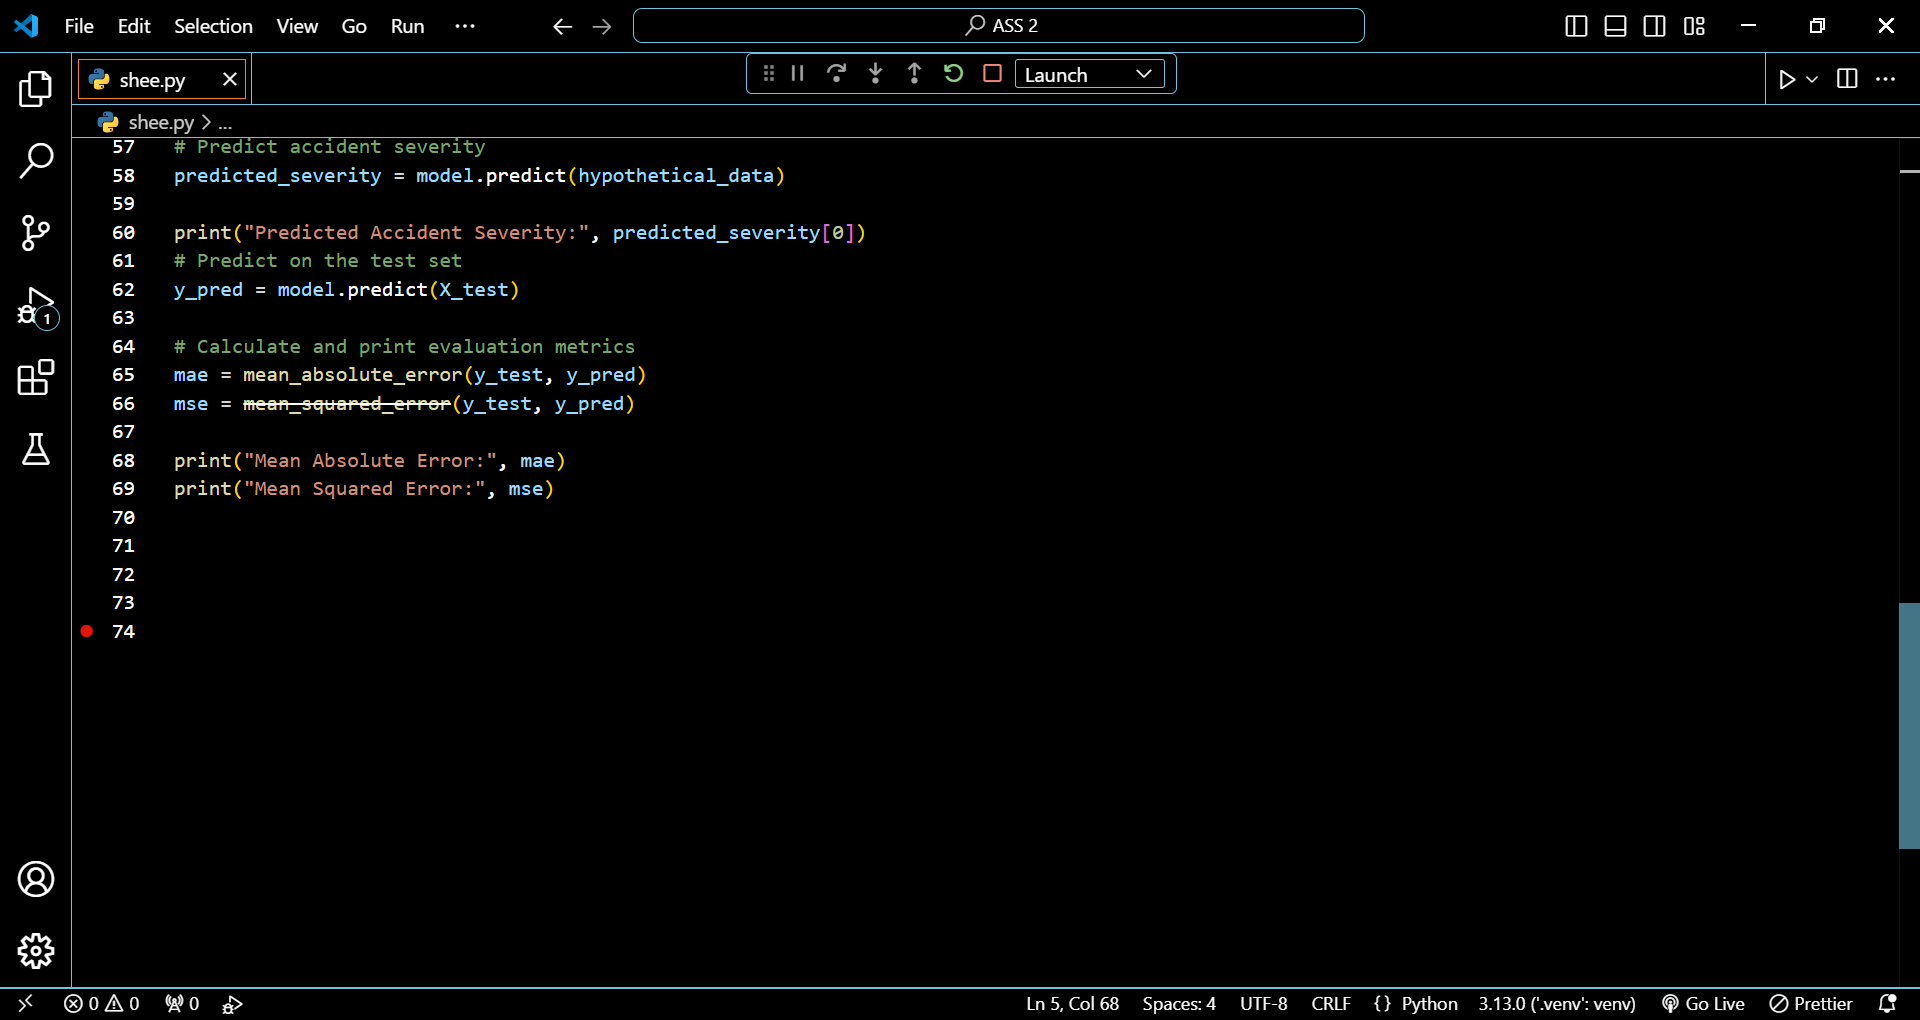 File Edit Selection View Go Run ···
ASS 2
shee.py
Launch
shee.py > ...
57 # Predict accident severity
58 predicted_severity = model.predict(hypothetical_data)
59
60 print("Predicted Accident Severity:", predicted_severity[0])
61 # Predict on the test set
62 y_pred = model.predict(X_test)
63
64 # Calculate and print evaluation metrics
65 mae = mean_absolute_error(y_test, y_pred)
66 mse = mean_squared_error(y_test, y_pred)
67
68 print("Mean Absolute Error:", mae)
69 print("Mean Squared Error:", mse)
70
71
72
73
74
1
0 0 0 Ln 5, Col 68 Spaces: 4 UTF-8 CRLF {} Python 3.13.0 ('.venv': venv) Go Live Prettier